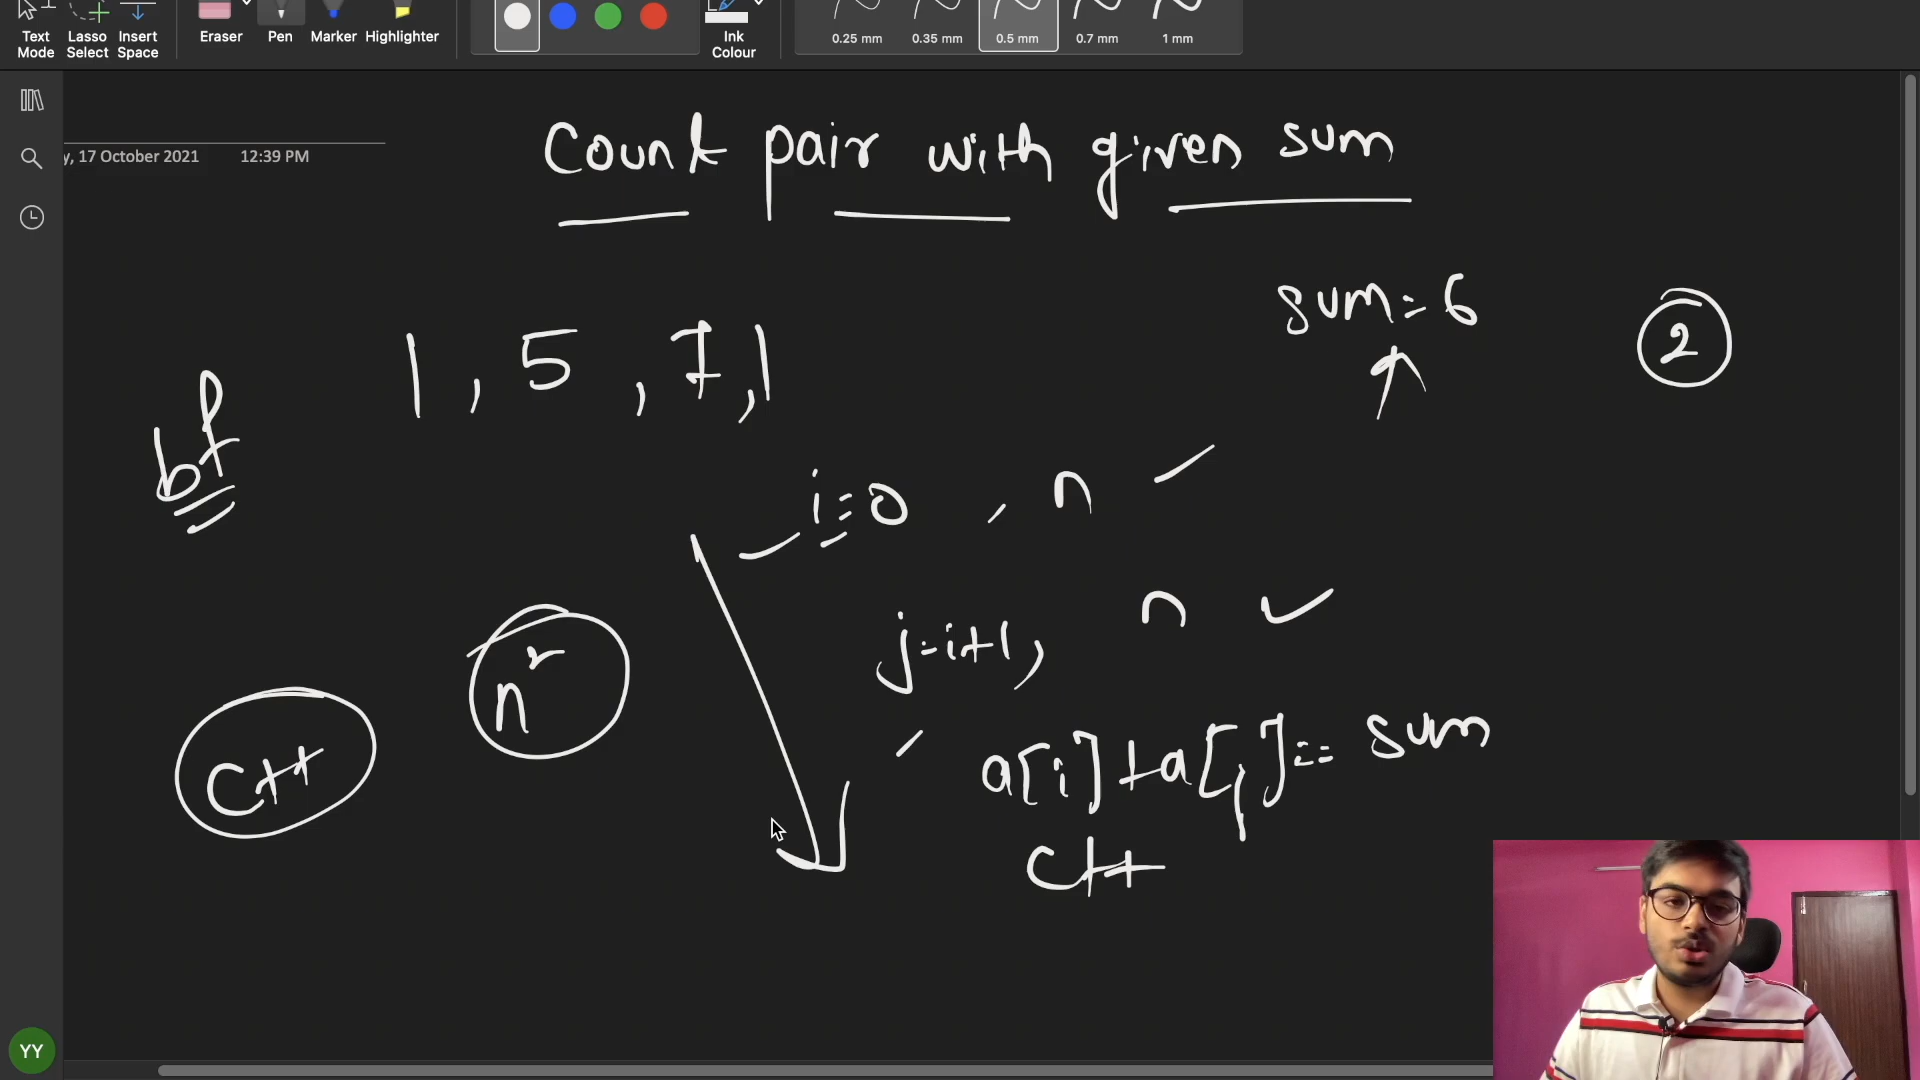 Text Mode
Lasso Select
Insert Space
Eraser
Pen
Marker
Highlighter
Ink Colour
0.25 mm
0.35 mm
0.5 mm
0.7 mm
1 mm
y, 17 October 2021 12:39 PM
Count pair with given sum
sum = 6
2
1, 5, 7, 1
bf
i=0, n
j=i+1, n
n²
a[i]+a[j]== sum
C++
C++
YY